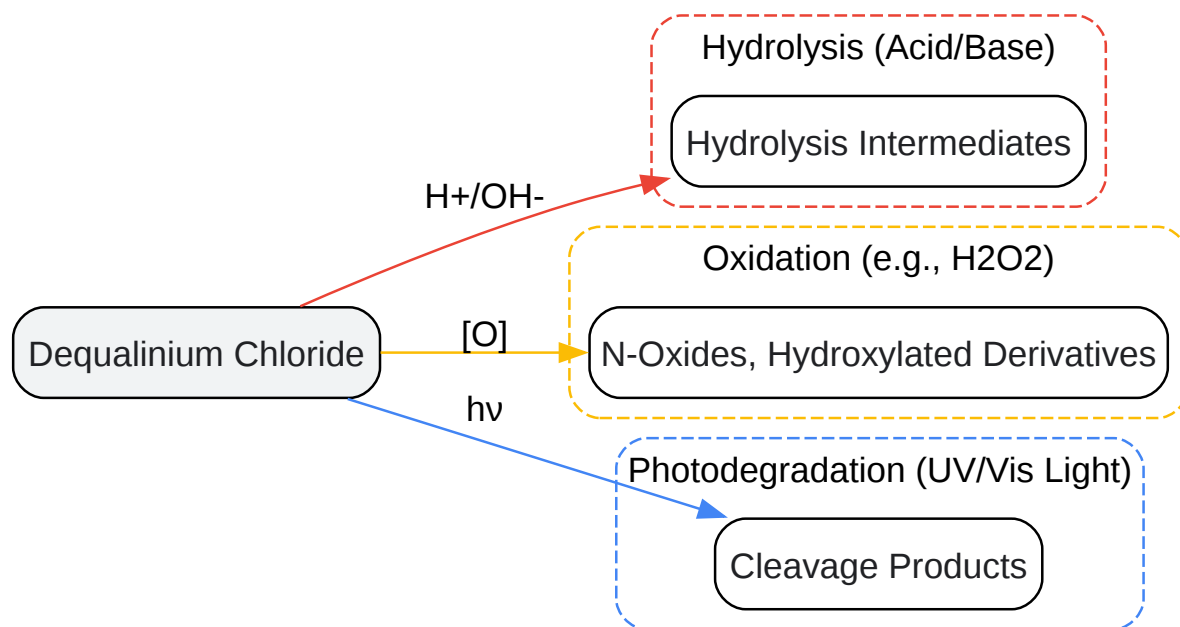 Hydrolysis (Acid/Base)
Hydrolysis Intermediates
H+/OH-
Oxidation (e.g., H2O2)
Dequalinium Chloride
[O]
N-Oxides, Hydroxylated Derivatives
hν
Photodegradation (UV/Vis Light)
Cleavage Products